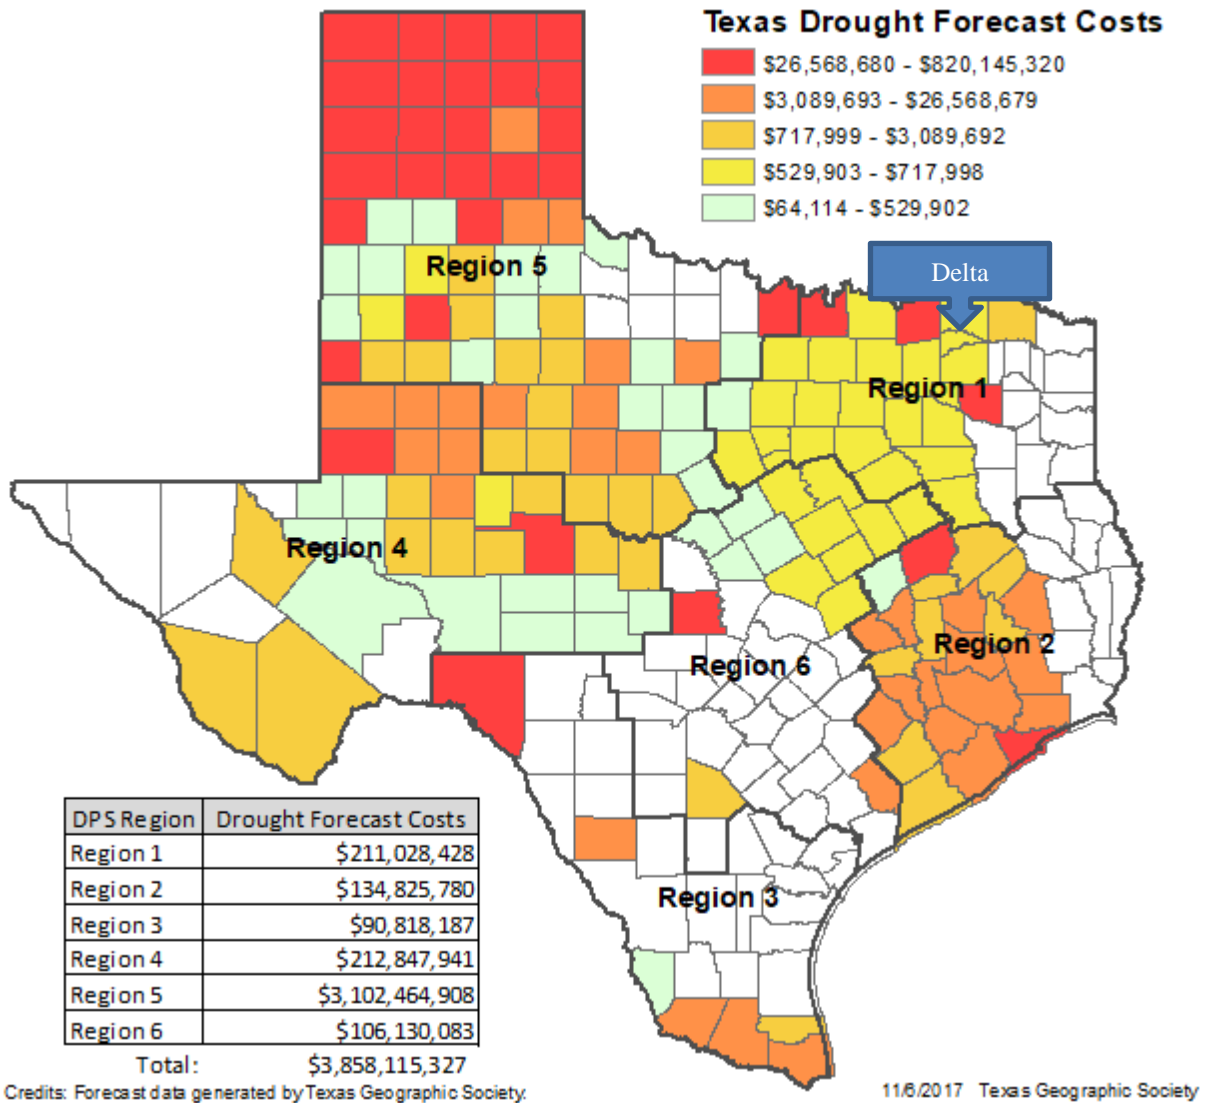 Texas Drought Forecast Costs
$26,568,680 - $820,145,320
$3,089,693 - $26,568,679
$717,999 - $3,089,692
$529,903 - $717,998
$64,114 - $529,902
Delta
Region 5
Region 1
Region 4
Region 2
Region 6
Region 3
DPS Region Drought Forecast Costs
Region 1 $211,028,428
Region 2 $134,825,780
Region 3 $90,818,187
Region 4 $212,847,941
Region 5 $3,102,464,908
Region 6 $106,130,083
Total: $3,858,115,327
Credits: Forecast data generated by Texas Geographic Society.
11/6/2017 Texas Geographic Society